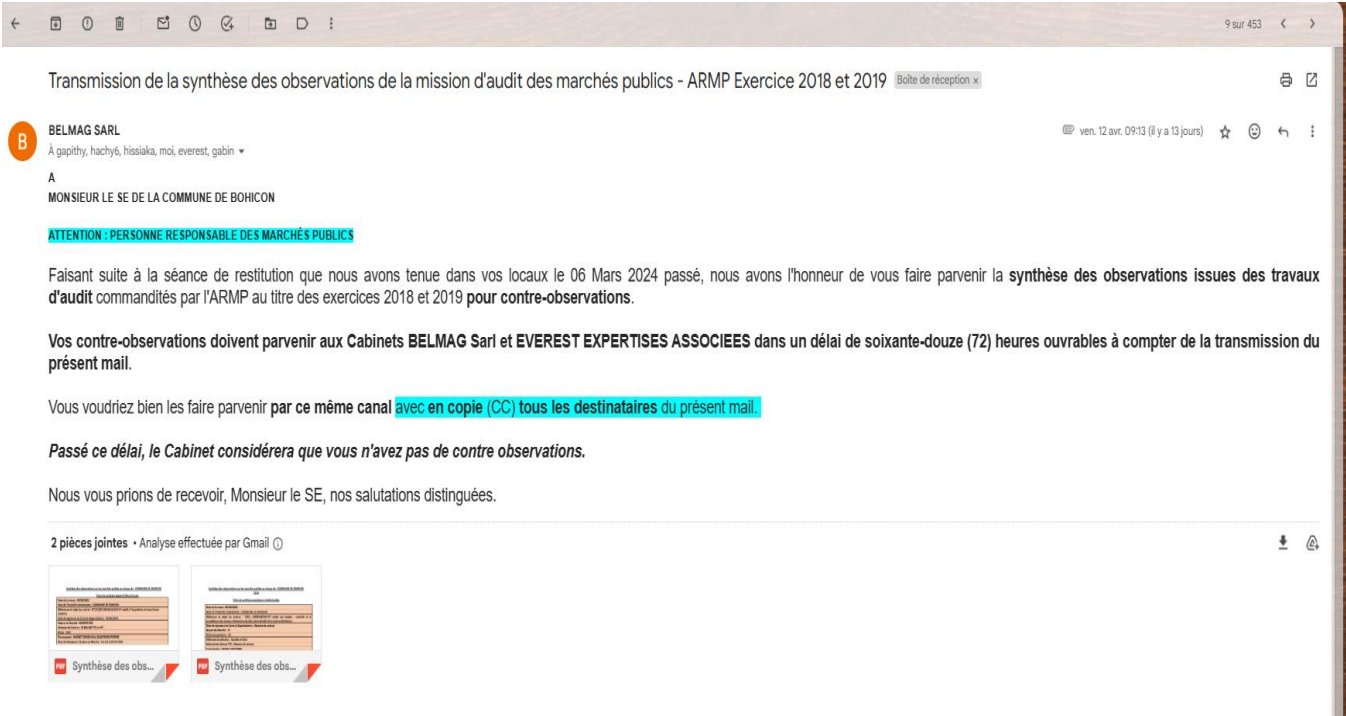 9 sur 453
Transmission de la synthèse des observations de la mission d'audit des marchés publics - ARMP Exercice 2018 et 2019 Boîte de réception ×
B
BELMAG SARL
ven. 12 avr. 09:13 (il y a 13 jours)
À gapithy, hachy6, hissiaka, moi, everest, gabin
A
MONSIEUR LE SE DE LA COMMUNE DE BOHICON
ATTENTION : PERSONNE RESPONSABLE DES MARCHÉS PUBLICS
Faisant suite à la séance de restitution que nous avons tenue dans vos locaux le 06 Mars 2024 passé, nous avons l'honneur de vous faire parvenir la synthèse des observations issues des travaux
d'audit commandités par l'ARMP au titre des exercices 2018 et 2019 pour contre-observations.
Vos contre-observations doivent parvenir aux Cabinets BELMAG Sarl et EVEREST EXPERTISES ASSOCIEES dans un délai de soixante-douze (72) heures ouvrables à compter de la transmission du
présent mail.
Vous voudriez bien les faire parvenir par ce même canal avec en copie (CC) tous les destinataires du présent mail.
Passé ce délai, le Cabinet considérera que vous n'avez pas de contre observations.
Nous vous prions de recevoir, Monsieur le SE, nos salutations distinguées.
2 pièces jointes • Analyse effectuée par Gmail
PDF Synthèse des obs...
PDF Synthèse des obs...